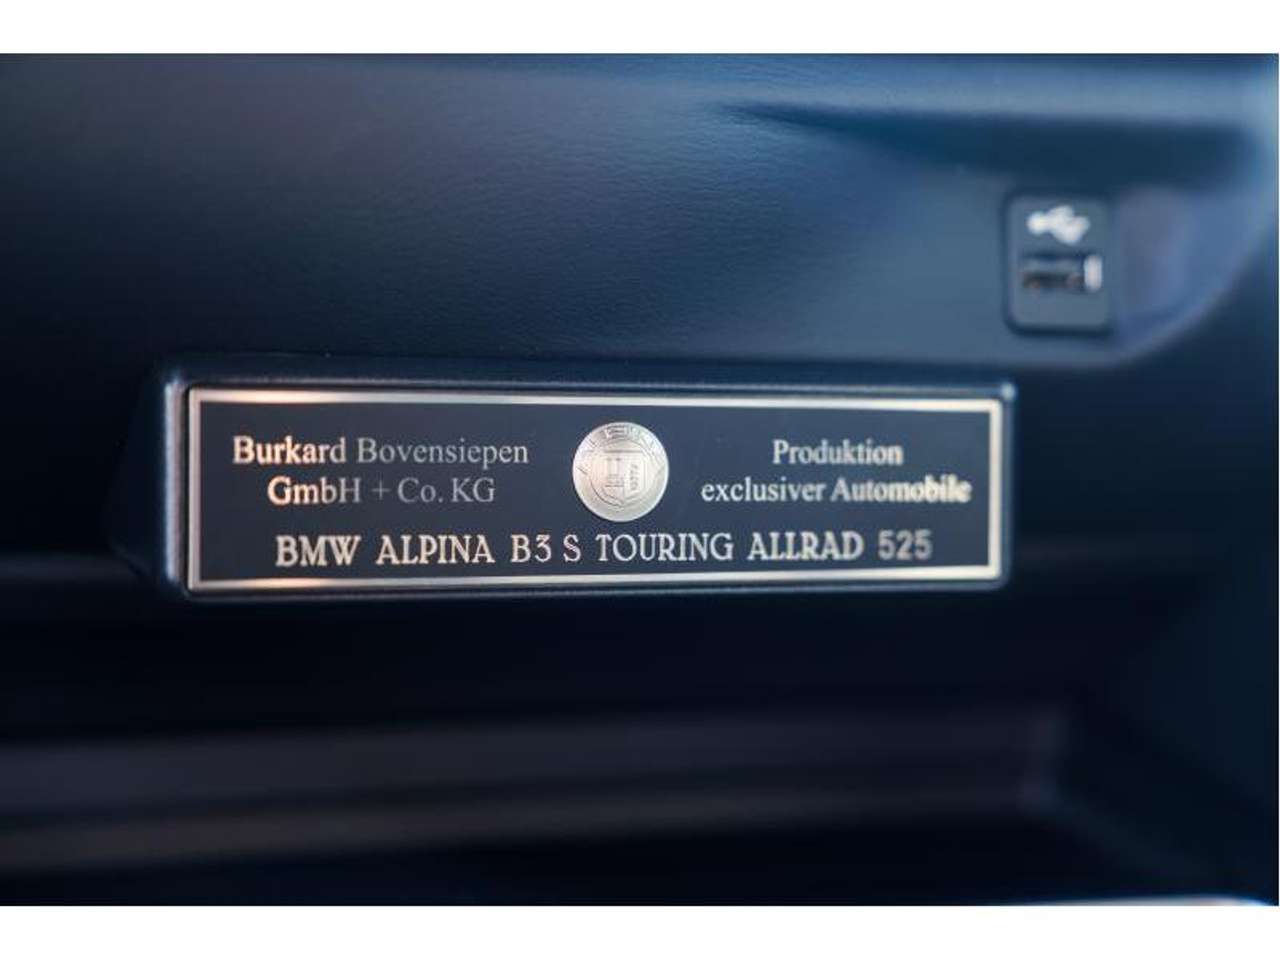 Burkard Bovensiepen
GmbH + Co. KG
Produktion
exclusiver Automobile
BMW ALPINA B3 S TOURING ALLRAD 525